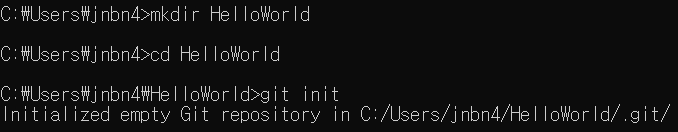 C:₩Users₩jnbn4>mkdir HelloWorld
C:₩Users₩jnbn4>cd HelloWorld
C:₩Users₩jnbn4₩HelloWorld>git init
Initialized empty Git repository in C:/Users/jnbn4/HelloWorld/.git/